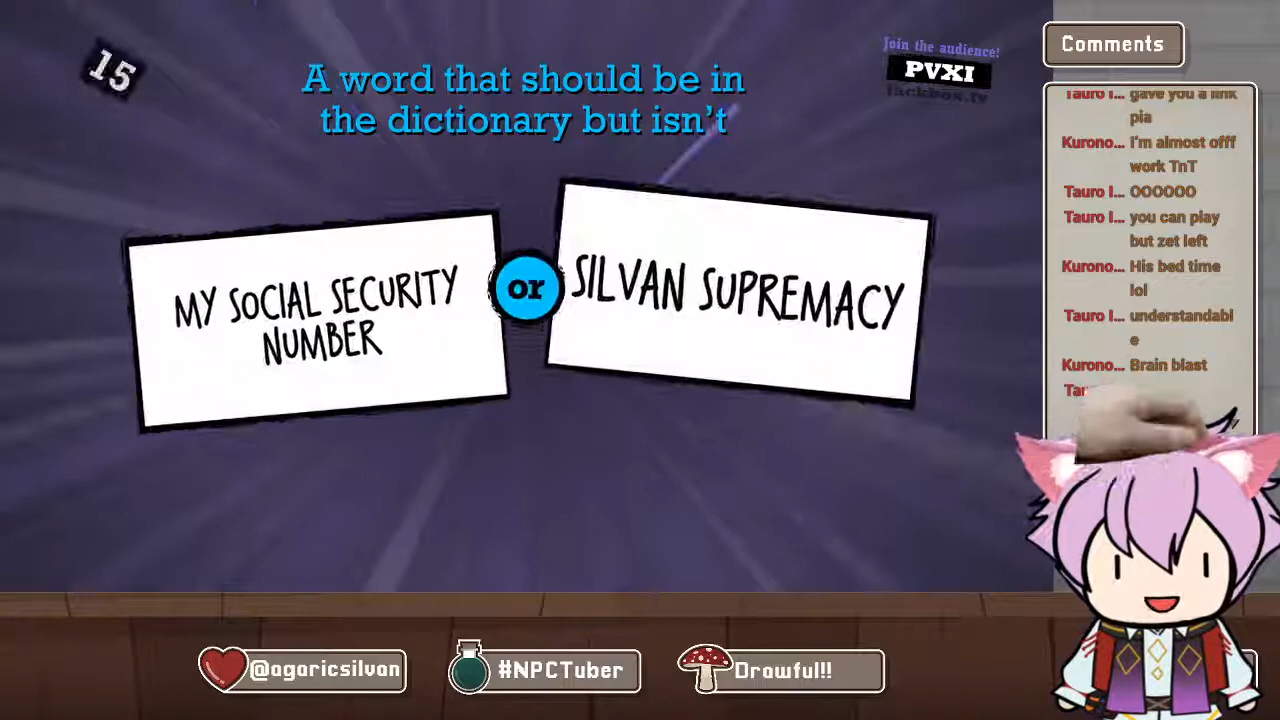 15
A word that should be in
the dictionary but isn't
Join the audience!
PVXI
jackbox.tv
MY SOCIAL SECURITY
NUMBER
or
SILVAN SUPREMACY
Comments
Tauro I... gave you a link
pia
Kurono... I'm almost offf
work TnT
Tauro I... OOOOOO
Tauro I... you can play
but zet left
Kurono... His bed time
lol
Tauro I... understandabl
e
Kurono... Brain blast
@agaricsilvan
#NPCTuber
Drawful!!